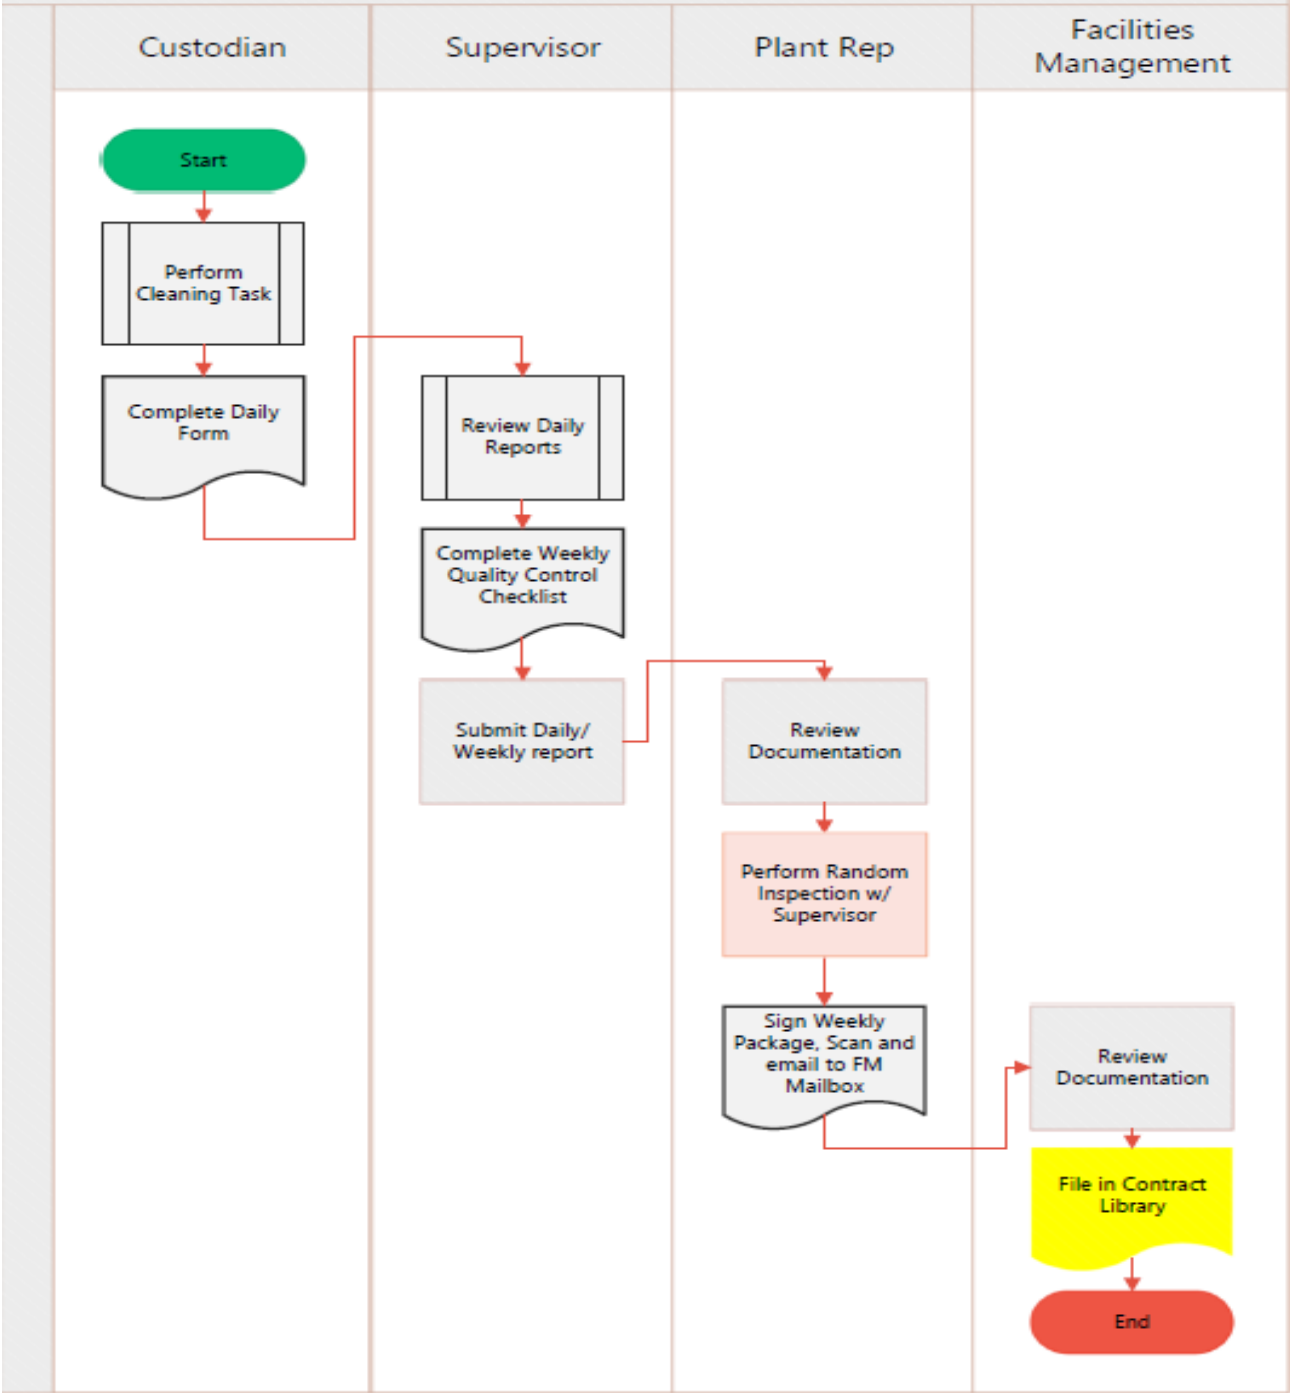 Custodian
Supervisor
Plant Rep
Facilities
Management
Start
Perform
Cleaning Task
Complete Daily
Form
Review Daily
Reports
Complete Weekly
Quality Control
Checklist
Submit Daily/
Weekly report
Review
Documentation
Perform Random
Inspection w/
Supervisor
Sign Weekly
Package, Scan and
email to FM
Mailbox
Review
Documentation
File in Contract
Library
End